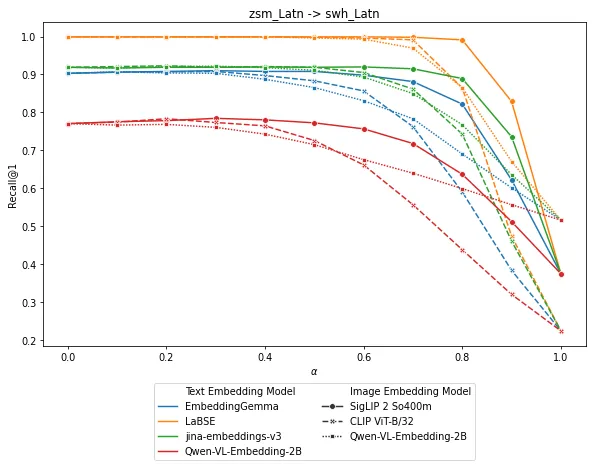 zsm_Latn -> swh_Latn
Recall@1
1.0
0.9
0.8
0.7
0.6
0.5
0.4
0.3
0.2
0.0 0.2 0.4 0.6 0.8 1.0
α
Text Embedding Model
EmbeddingGemma
LaBSE
jina-embeddings-v3
Qwen-VL-Embedding-2B
Image Embedding Model
SigLIP 2 So400m
CLIP ViT-B/32
Qwen-VL-Embedding-2B